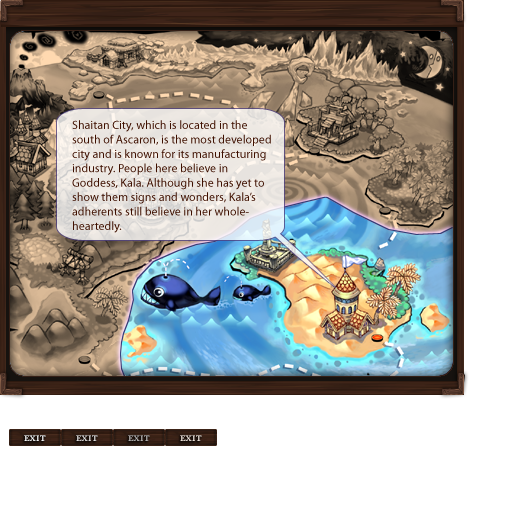 Shaitan City, which is located in the
south of Ascaron, is the most developed
city and is known for its manufacturing
industry. People here believe in
Goddess, Kala. Although she has yet to
show them signs and wonders, Kala's
adherents still believe in her whole-
heartedly.
EXIT EXIT EXIT EXIT